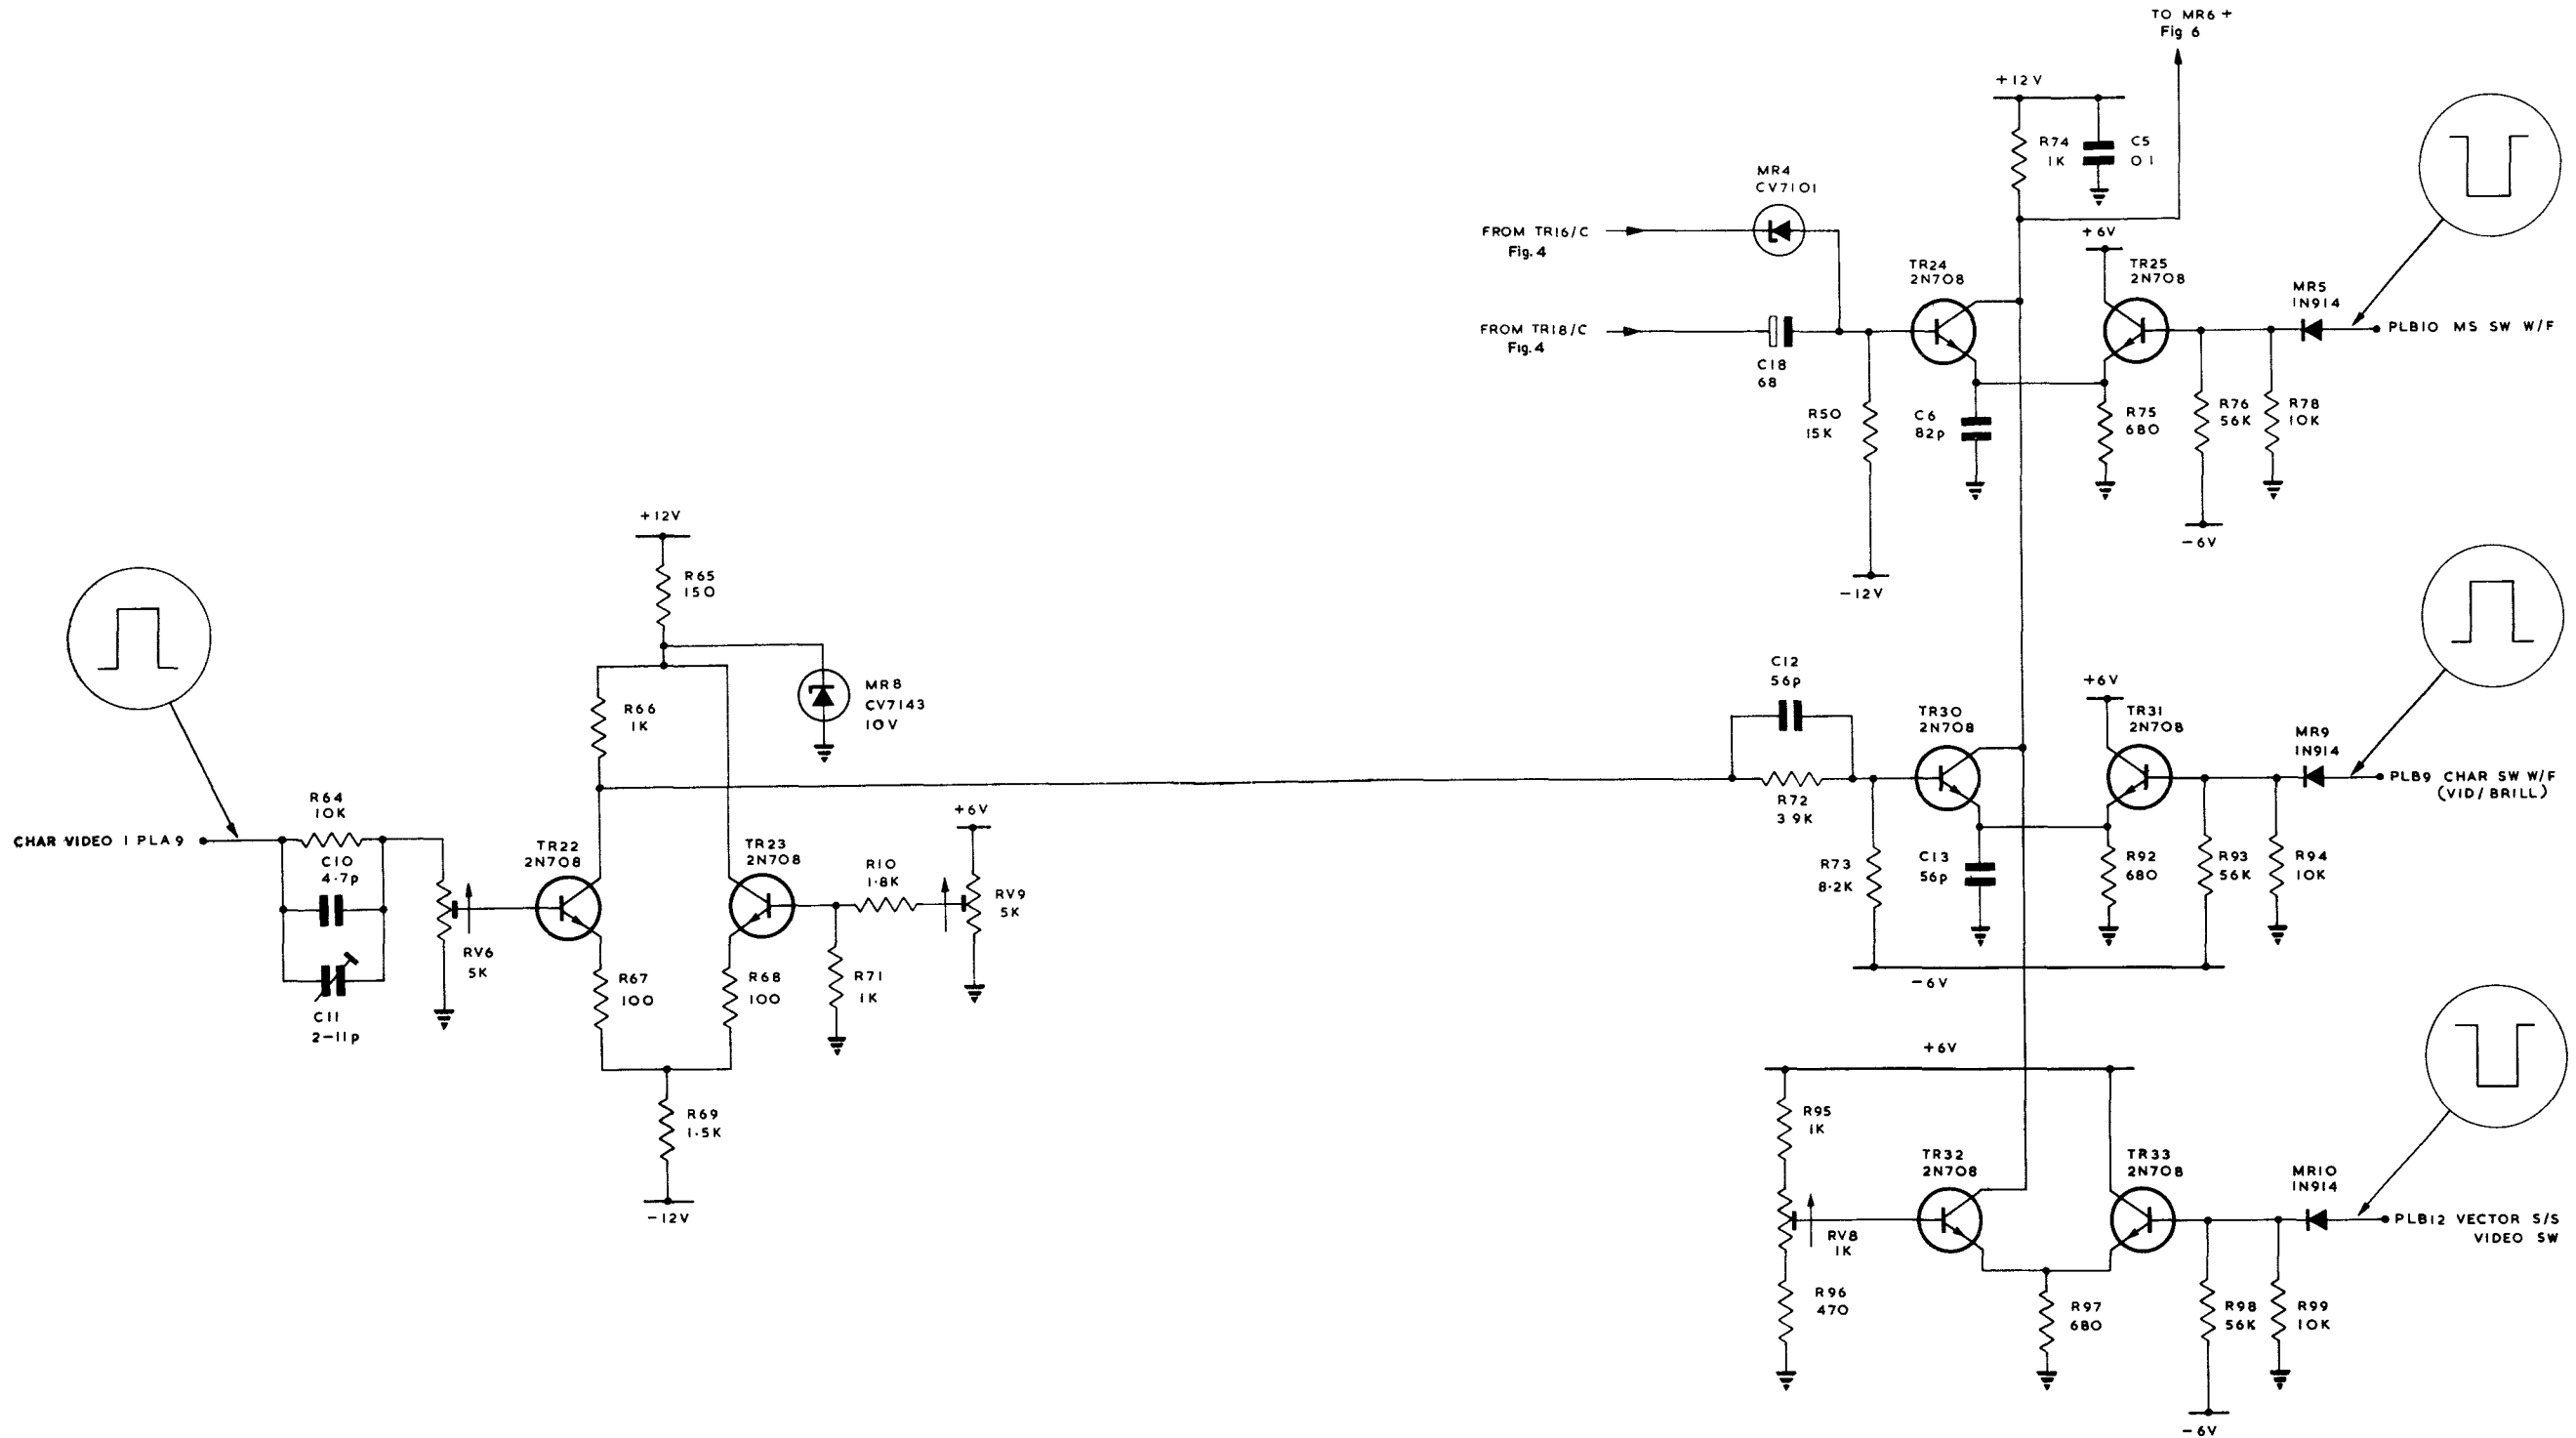 TO MR6 +
Fig 6
+12V
R74
1K
C5
0 1
MR4
CV7101
FROM TR16/C
Fig.4
+6V
TR24
2N708
TR25
2N708
MR5
1N914
FROM TR18/C
Fig.4
PLB10 MS SW W/F
C18
68
R50
15K
C6
82p
R75
680
R76
56K
R78
10K
-6V
-12V
+12V
R65
150
C12
56p
MR8
CV7143
10V
R66
1K
+6V
TR30
2N708
TR31
2N708
MR9
1N914
PLB9 CHAR SW W/F
(VID/BRILL)
R64
10K
R72
3 9K
+6V
CHAR VIDEO 1 PLA9
C10
4·7p
TR22
2N708
TR23
2N708
R10
1·8K
RV9
5K
R73
8·2K
C13
56p
R92
680
R93
56K
R94
10K
RV6
5K
R67
100
R68
100
R71
1K
C11
2-11p
-6V
+6V
R69
1·5K
R95
1K
TR32
2N708
TR33
2N708
MR10
1N914
-12V
RV8
1K
PLB12 VECTOR S/S
VIDEO SW
R96
470
R97
680
R98
56K
R99
10K
-6V